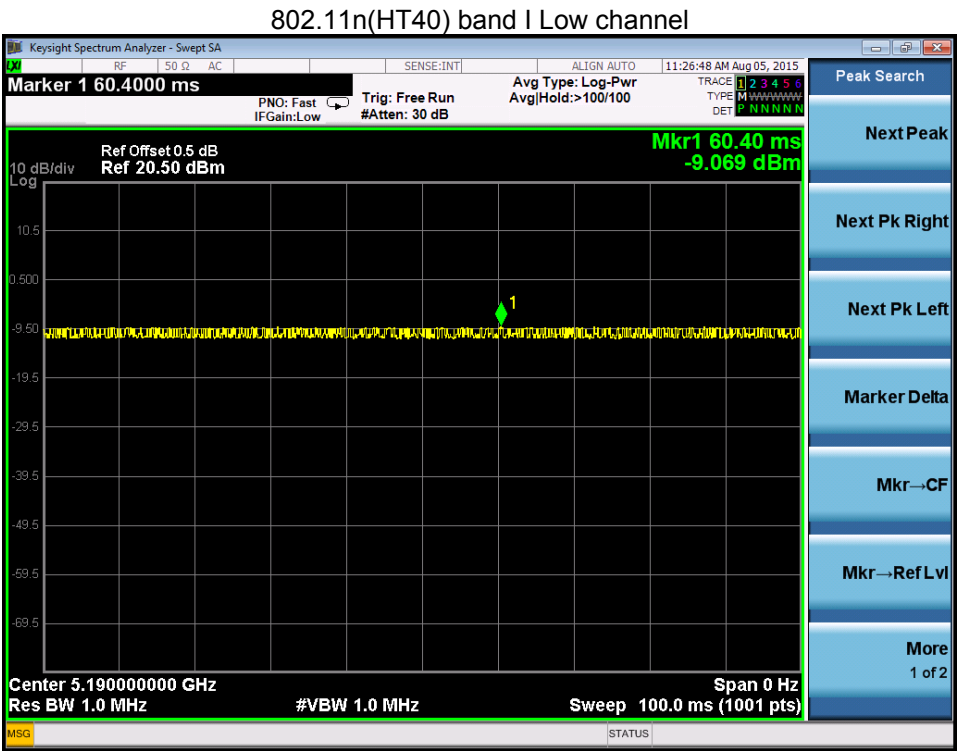 802.11n(HT40) band I Low channel
Keysight Spectrum Analyzer - Swept SA
LXI RF 50 Ω AC SENSE:INT ALIGN AUTO 11:26:48 AM Aug 05, 2015
Marker 1 60.4000 ms
PNO: Fast
IFGain:Low
Trig: Free Run
#Atten: 30 dB
Avg Type: Log-Pwr
Avg|Hold:>100/100
TRACE 1 2 3 4 5 6
TYPE M WWWWW
DET P N N N N N
Peak Search
Next Peak
Next Pk Right
Next Pk Left
Marker Delta
Mkr→CF
Mkr→Ref Lvl
More
1 of 2
Mkr1 60.40 ms
-9.069 dBm
Ref Offset 0.5 dB
10 dB/div Ref 20.50 dBm
Log
10.5
0.500
-9.50
-19.5
-29.5
-39.5
-49.5
-59.5
-69.5
1
Center 5.190000000 GHz Span 0 Hz
Res BW 1.0 MHz #VBW 1.0 MHz Sweep 100.0 ms (1001 pts)
MSG STATUS